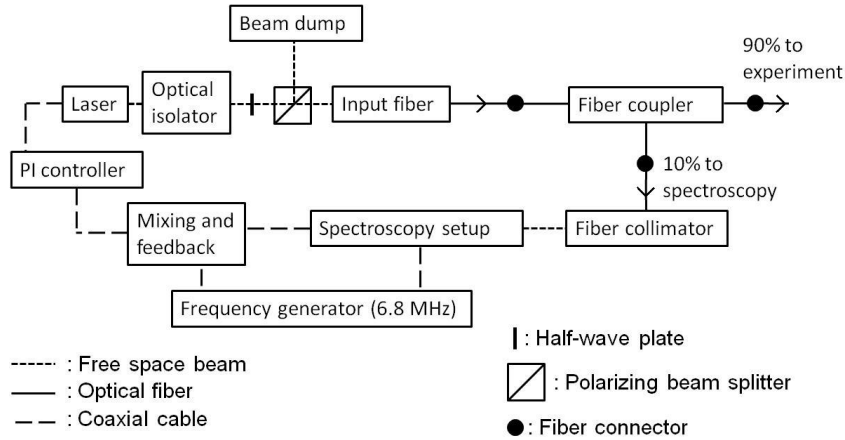 Beam dump
90% to
experiment
Laser
Optical
isolator
Input fiber
Fiber coupler
PI controller
10% to
spectroscopy
Mixing and
feedback
Spectroscopy setup
Fiber collimator
Frequency generator (6.8 MHz)
: Free space beam
: Optical fiber
: Coaxial cable
: Half-wave plate
: Polarizing beam splitter
: Fiber connector